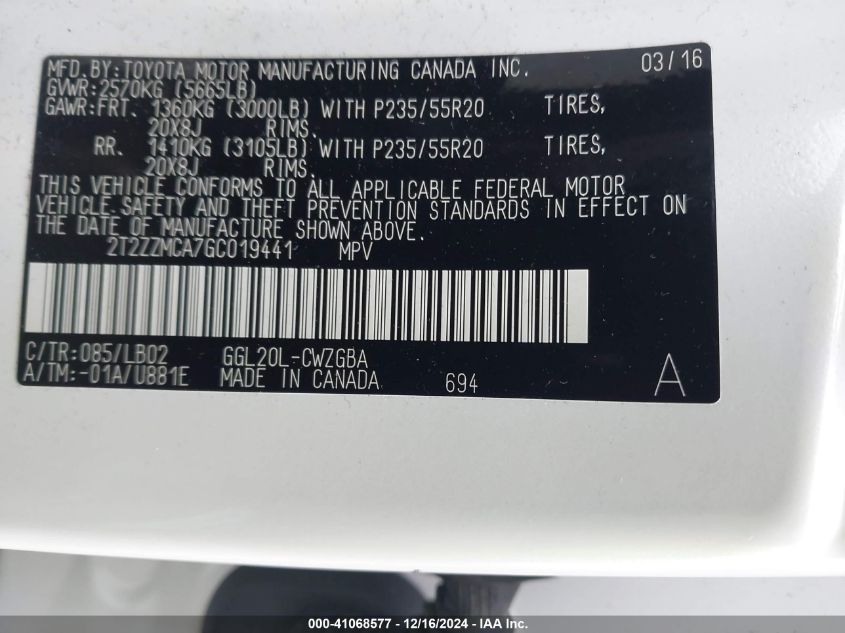 MFD.BY:TOYOTA MOTOR MANUFACTURING CANADA INC. 03/16
GVWR:2570KG (5665LB)
GAWR:FRT. 1360KG (3000LB) WITH P235/55R20 TIRES,
20X8J RIMS.
RR. 1410KG (3105LB) WITH P235/55R20 TIRES,
20X8J RIMS.
THIS VEHICLE CONFORMS TO ALL APPLICABLE FEDERAL MOTOR
VEHICLE SAFETY AND THEFT PREVENTION STANDARDS IN EFFECT ON
THE DATE OF MANUFACTURE SHOWN ABOVE.
2T2ZZMCA7GC019441 MPV
C/TR:085/LB02 GGL20L-CWZGBA
A/TM:-01A/U881E MADE IN CANADA 694 A
000-41068577 - 12/16/2024 - IAA Inc.